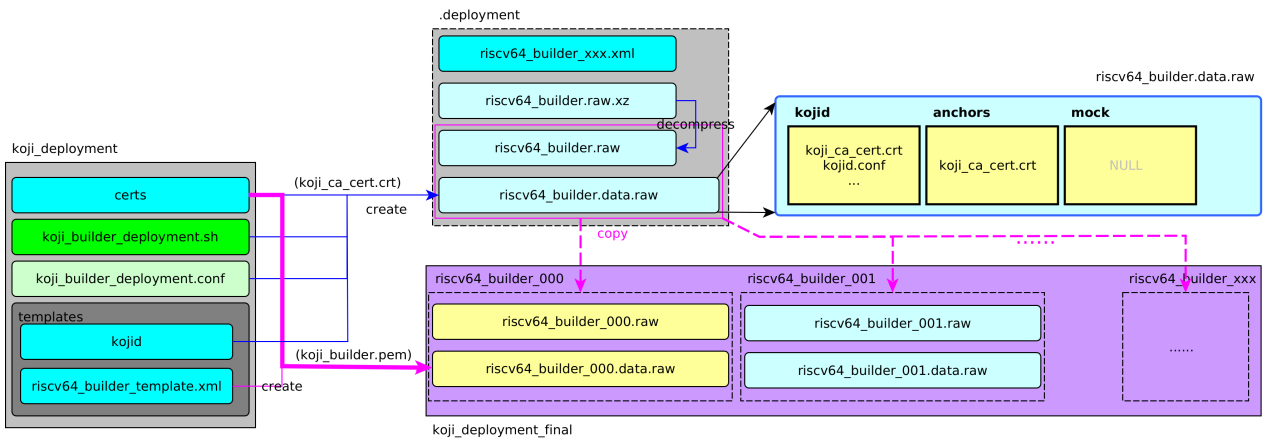 .deployment
riscv64_builder_xxx.xml
riscv64_builder.raw.xz
decompress
riscv64_builder.raw
riscv64_builder.data.raw
riscv64_builder.data.raw
kojid
anchors
mock
koji_ca_cert.crt
kojid.conf
...
koji_ca_cert.crt
NULL
koji_deployment
certs
koji_builder_deployment.sh
koji_builder_deployment.conf
templates
kojid
riscv64_builder_template.xml
(koji_ca_cert.crt)
create
(koji_builder.pem)
create
copy
......
riscv64_builder_000
riscv64_builder_000.raw
riscv64_builder_000.data.raw
riscv64_builder_001
riscv64_builder_001.raw
riscv64_builder_001.data.raw
riscv64_builder_xxx
......
koji_deployment_final